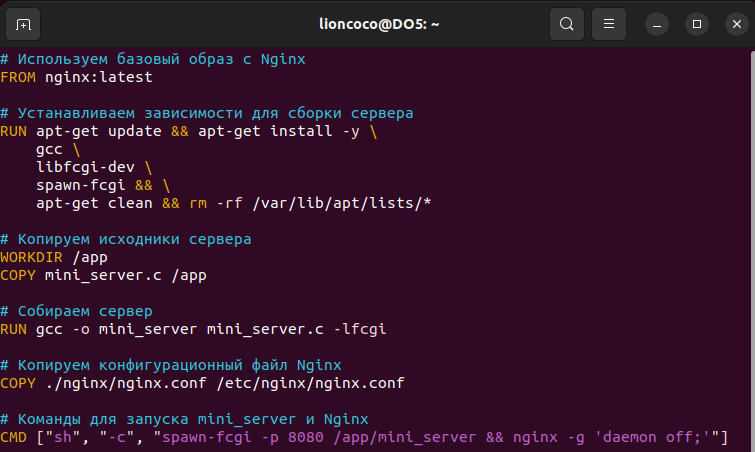 lioncoco@DO5: ~
# Используем базовый образ с Nginx
FROM nginx:latest
# Устанавливаем зависимости для сборки сервера
RUN apt-get update && apt-get install -y \
    gcc \
    libfcgi-dev \
    spawn-fcgi && \
    apt-get clean && rm -rf /var/lib/apt/lists/*
# Копируем исходники сервера
WORKDIR /app
COPY mini_server.c /app
# Собираем сервер
RUN gcc -o mini_server mini_server.c -lfcgi
# Копируем конфигурационный файл Nginx
COPY ./nginx/nginx.conf /etc/nginx/nginx.conf
# Команды для запуска mini_server и Nginx
CMD ["sh", "-c", "spawn-fcgi -p 8080 /app/mini_server && nginx -g 'daemon off;'"]